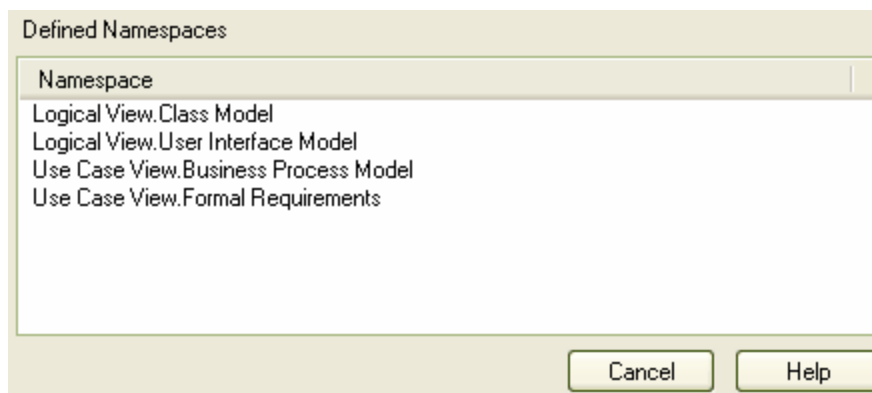 Defined Namespaces
Namespace
Logical View.Class Model
Logical View.User Interface Model
Use Case View.Business Process Model
Use Case View.Formal Requirements
Cancel Help